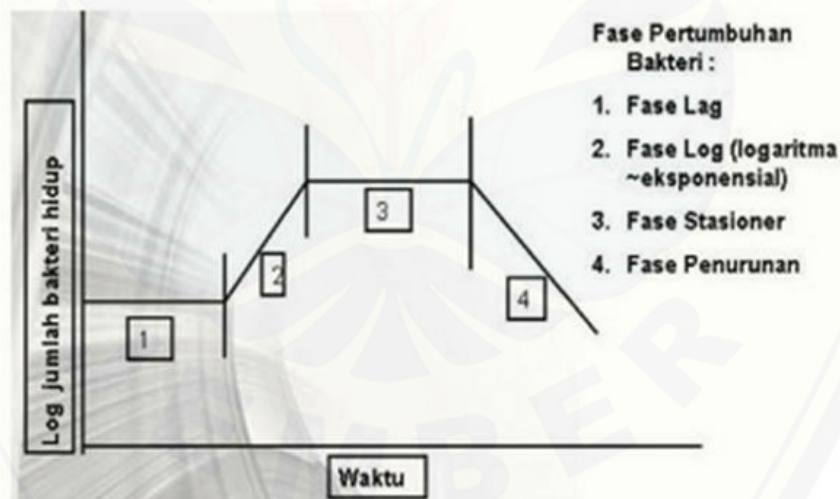 Fase Pertumbuhan
Bakteri :
1. Fase Lag
2. Fase Log (logaritma
~eksponensial)
3. Fase Stasioner
4. Fase Penurunan
Log jumlah bakteri hidup
1
2
3
4
Waktu